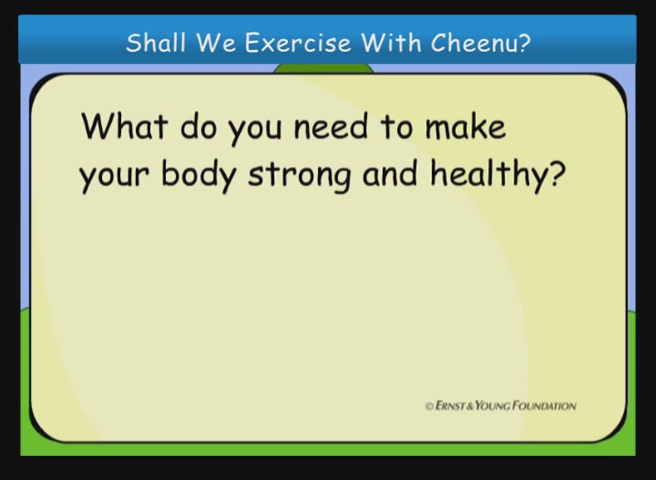 Shall We Exercise With Cheenu?
What do you need to make
your body strong and healthy?
© ERNST & YOUNG FOUNDATION